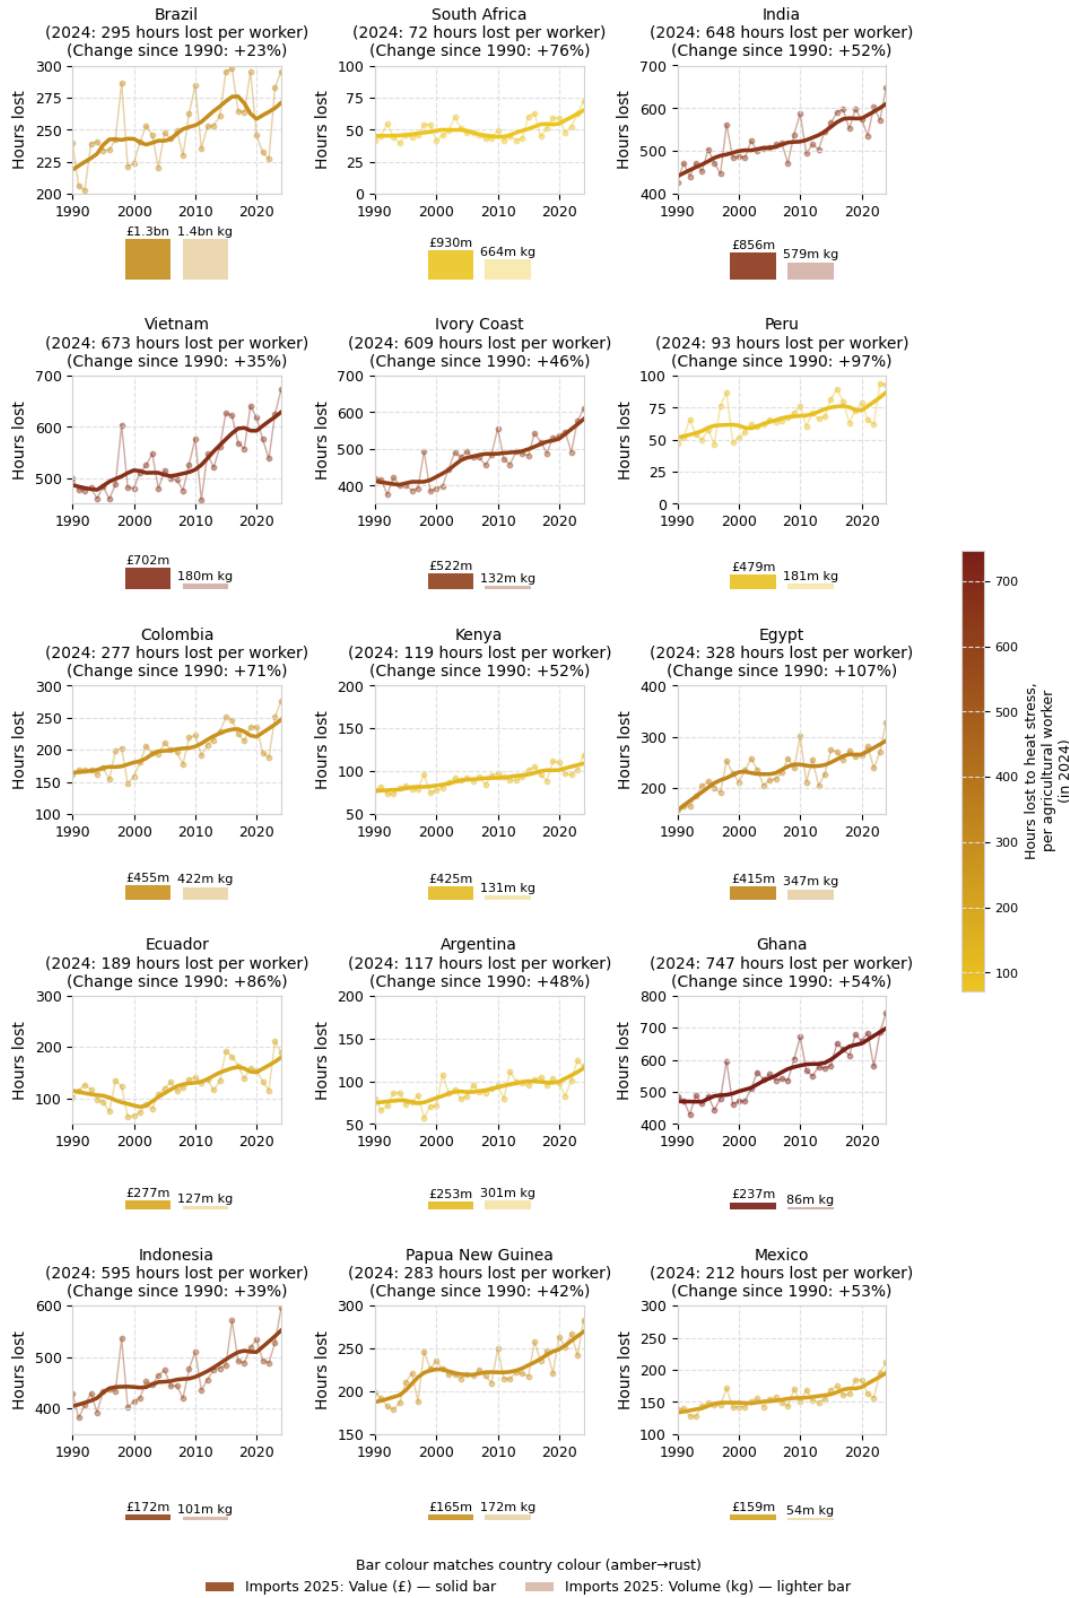 Brazil
(2024: 295 hours lost per worker)
(Change since 1990: +23%)
South Africa
(2024: 72 hours lost per worker)
(Change since 1990: +76%)
India
(2024: 648 hours lost per worker)
(Change since 1990: +52%)
Hours lost
300
275
250
225
200
1990 2000 2010 2020
Hours lost
100
75
50
25
0
1990 2000 2010 2020
Hours lost
700
600
500
400
1990 2000 2010 2020
£1.3bn 1.4bn kg
£930m 664m kg
£856m 579m kg
Vietnam
(2024: 673 hours lost per worker)
(Change since 1990: +35%)
Ivory Coast
(2024: 609 hours lost per worker)
(Change since 1990: +46%)
Peru
(2024: 93 hours lost per worker)
(Change since 1990: +97%)
Hours lost
700
600
500
1990 2000 2010 2020
Hours lost
700
600
500
400
1990 2000 2010 2020
Hours lost
100
75
50
25
0
1990 2000 2010 2020
£702m 180m kg
£522m 132m kg
£479m 181m kg
Colombia
(2024: 277 hours lost per worker)
(Change since 1990: +71%)
Kenya
(2024: 119 hours lost per worker)
(Change since 1990: +52%)
Egypt
(2024: 328 hours lost per worker)
(Change since 1990: +107%)
Hours lost
300
250
200
150
100
1990 2000 2010 2020
Hours lost
200
150
100
50
1990 2000 2010 2020
Hours lost
400
300
200
1990 2000 2010 2020
£455m 422m kg
£425m 131m kg
£415m 347m kg
Ecuador
(2024: 189 hours lost per worker)
(Change since 1990: +86%)
Argentina
(2024: 117 hours lost per worker)
(Change since 1990: +48%)
Ghana
(2024: 747 hours lost per worker)
(Change since 1990: +54%)
Hours lost
300
200
100
1990 2000 2010 2020
Hours lost
200
150
100
50
1990 2000 2010 2020
Hours lost
800
700
600
500
400
1990 2000 2010 2020
£277m 127m kg
£253m 301m kg
£237m 86m kg
Indonesia
(2024: 595 hours lost per worker)
(Change since 1990: +39%)
Papua New Guinea
(2024: 283 hours lost per worker)
(Change since 1990: +42%)
Mexico
(2024: 212 hours lost per worker)
(Change since 1990: +53%)
Hours lost
600
500
400
1990 2000 2010 2020
Hours lost
300
250
200
150
1990 2000 2010 2020
Hours lost
300
250
200
150
100
1990 2000 2010 2020
£172m 101m kg
£165m 172m kg
£159m 54m kg
700
600
500
400
300
200
100
Hours lost to heat stress,
per agricultural worker
(in 2024)
Bar colour matches country colour (amber→rust)
Imports 2025: Value (£) — solid bar
Imports 2025: Volume (kg) — lighter bar